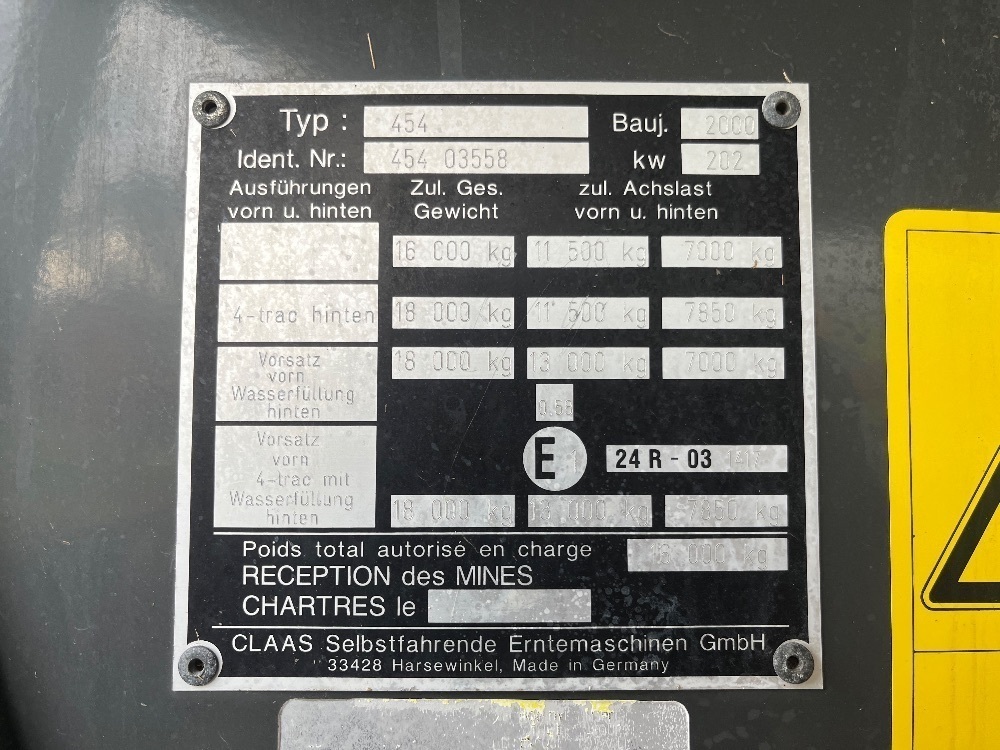 Typ : 454 Bauj. 2000
Ident. Nr.: 454 03558 kw 202
Ausführungen Zul. Ges. zul. Achslast
vorn u. hinten Gewicht vorn u. hinten
16 000 kg 11 500 kg 7000 kg
4-trac hinten 18 000 kg 11 500 kg 7850 kg
Vorsatz 18 000 kg 13 000 kg 7000 kg
vorn
Wasserfüllung
hinten
Vorsatz
vorn E 24 R - 03
4-trac mit
Wasserfüllung
hinten 18 000 kg 13 000 kg 7850 kg
Poids total autorisé en charge 000 kg
RECEPTION des MINES
CHARTRES le
CLAAS Selbstfahrende Erntemaschinen GmbH
33428 Harsewinkel, Made in Germany